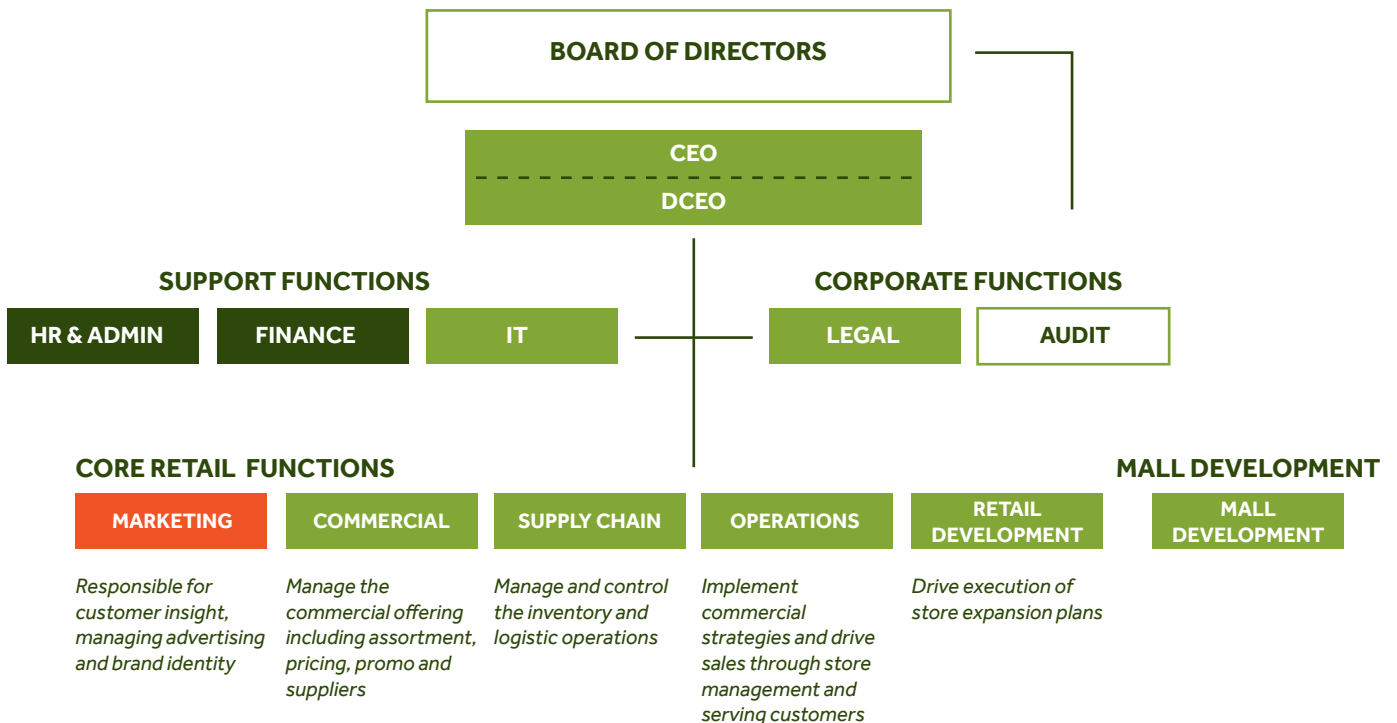 BOARD OF DIRECTORS
CEO
DCEO
SUPPORT FUNCTIONS
CORPORATE FUNCTIONS
HR & ADMIN
FINANCE
IT
LEGAL
AUDIT
CORE RETAIL FUNCTIONS
MALL DEVELOPMENT
MARKETING
COMMERCIAL
SUPPLY CHAIN
OPERATIONS
RETAIL
DEVELOPMENT
MALL
DEVELOPMENT
Responsible for
customer insight,
managing advertising
and brand identity
Manage the
commercial offering
including assortment,
pricing, promo and
suppliers
Manage and control
the inventory and
logistic operations
Implement
commercial
strategies and drive
sales through store
management and
serving customers
Drive execution of
store expansion plans